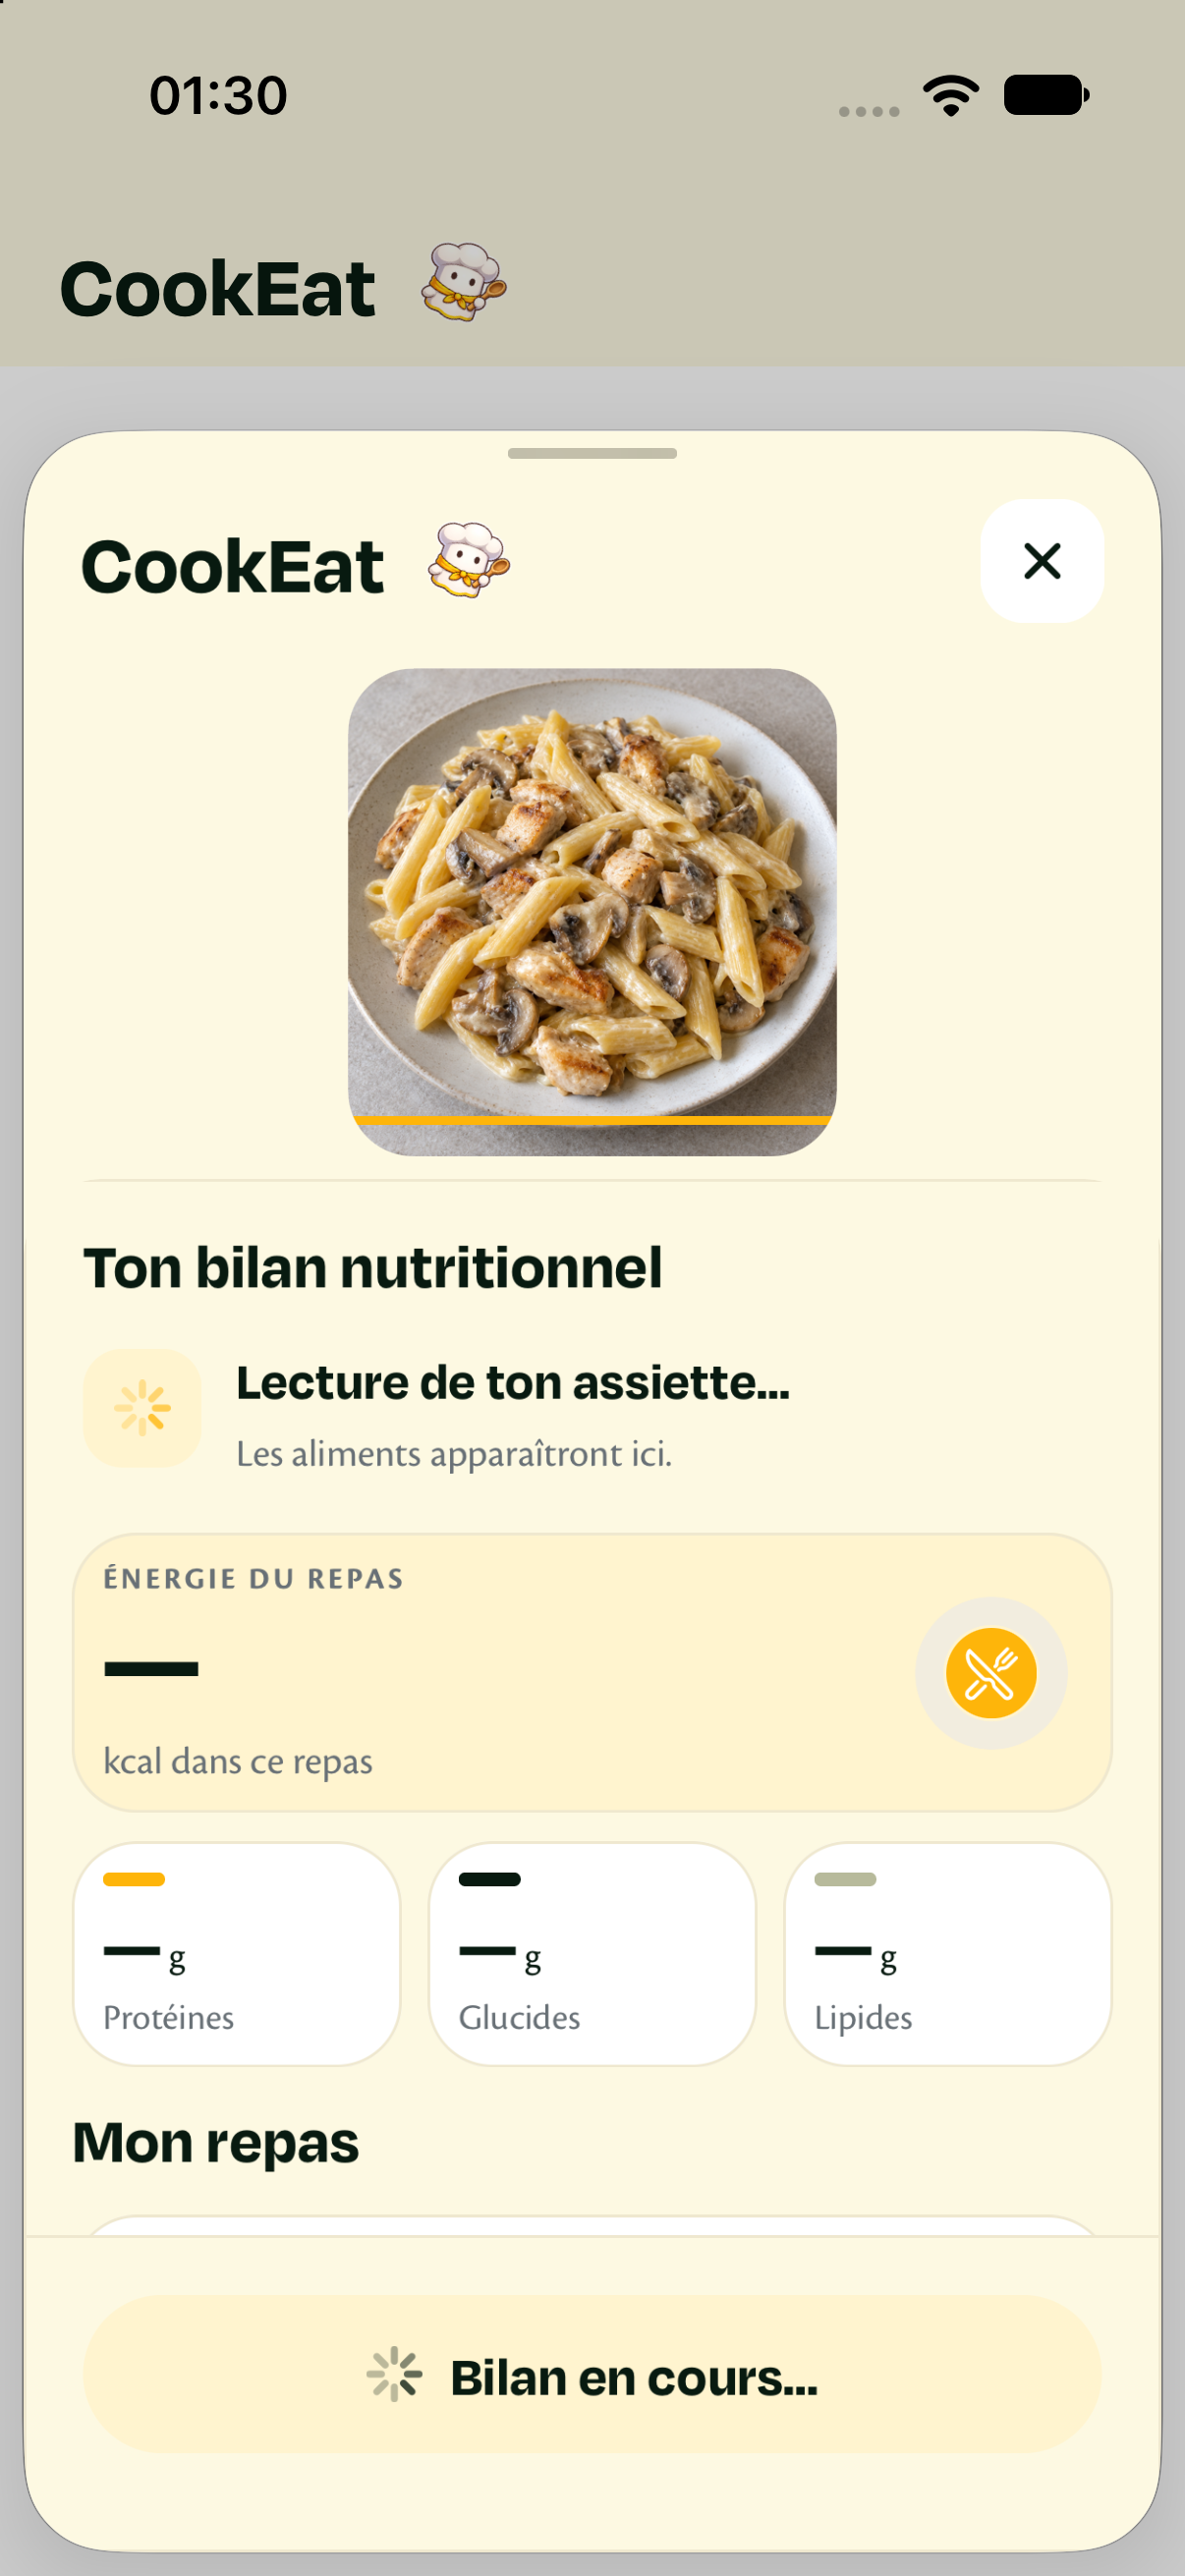 01:30
CookEat
CookEat
Ton bilan nutritionnel
Lecture de ton assiette...
Les aliments apparaîtront ici.
ÉNERGIE DU REPAS
—
kcal dans ce repas
— g
— g
— g
Protéines
Glucides
Lipides
Mon repas
Bilan en cours...